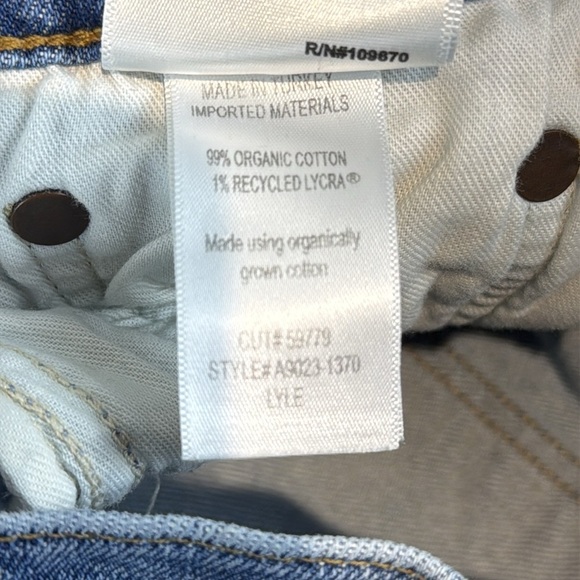 R/N#109670
MADE IN TURKEY
IMPORTED MATERIALS
99% ORGANIC COTTON
1% RECYCLED LYCRA®
Made using organically
grown cotton
CUT# 59779
STYLE# A9023-1370
LYLE